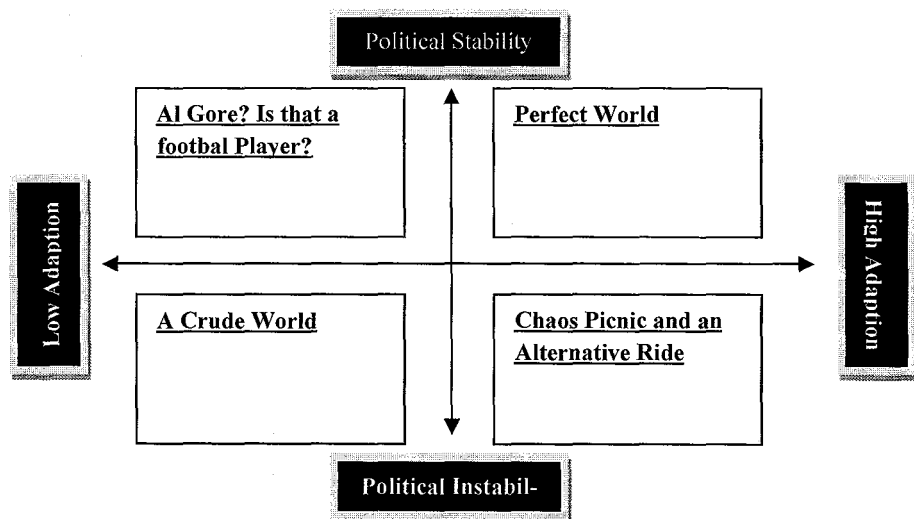 Political Stability
Al Gore? Is that a
footbal Player?
Perfect World
Low Adaption
High Adaption
A Crude World
Chaos Picnic and an
Alternative Ride
Political Instabil-